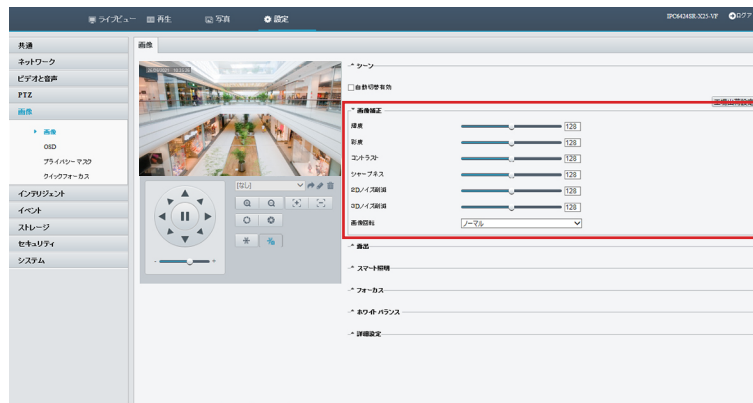 ライブビュー 再生 写真 設定
IPC6424SR-X25-VF
共通
ネットワーク
ビデオと音声
PTZ
画像
画像
OSD
プライバシーマスク
クイックフォーカス
インテリジェント
イベント
ストレージ
セキュリティ
システム
画像
[なし]
シーン
自動切替有効
画像補正
輝度 128
彩度 128
コントラスト 128
シャープネス 128
2Dノイズ削減 128
3Dノイズ削減 128
画像回転 ノーマル
露出
スマート照明
フォーカス
ホワイトバランス
詳細設定